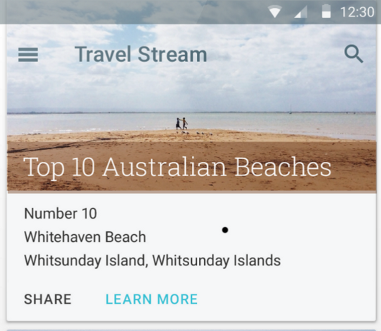 12:30
Travel Stream
Top 10 Australian Beaches
Number 10
Whitehaven Beach
Whitsunday Island, Whitsunday Islands
SHARE LEARN MORE